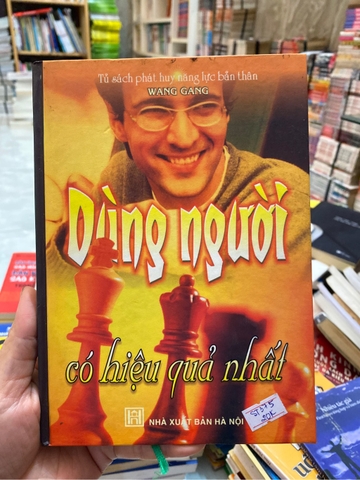 Tủ sách phát huy năng lực bản thân
WANG GANG
Dùng người
có hiệu quả nhất
NHÀ XUẤT BẢN HÀ NỘI